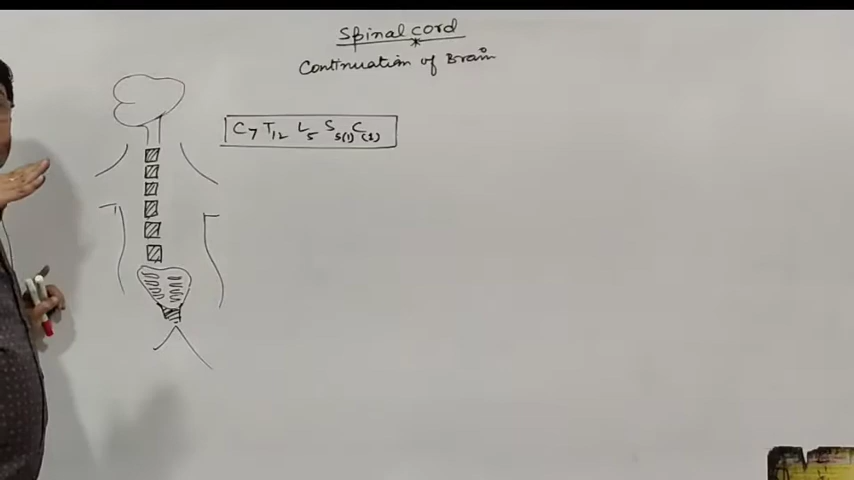 Spinal cord
*
Continuation of Brain
C7 T12 L5 S5(1) C(1)